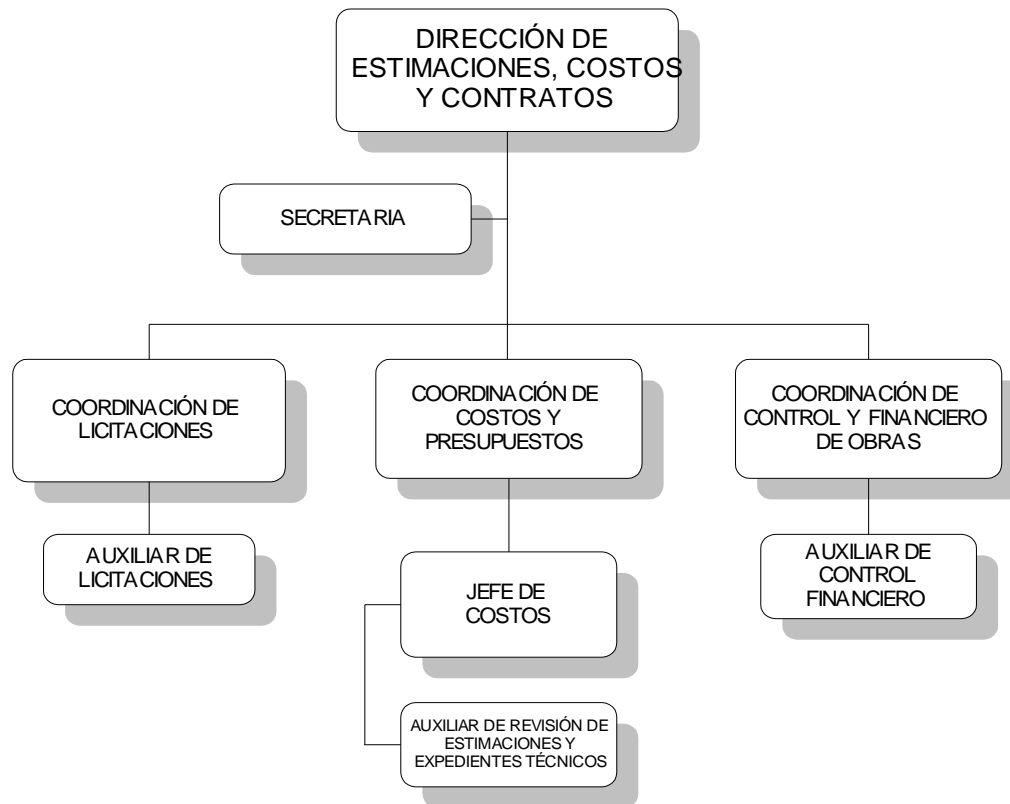 DIRECCIÓN DE
ESTIMACIONES, COSTOS
Y CONTRATOS
SECRETARIA
COORDINACIÓN DE
LICITACIONES
COORDINACIÓN DE
COSTOS Y
PRESUPUESTOS
COORDINACIÓN DE
CONTROL Y FINANCIERO
DE OBRAS
AUXILIAR DE
LICITACIONES
JEFE DE
COSTOS
AUXILIAR DE
CONTROL
FINANCIERO
AUXILIAR DE REVISIÓN DE
ESTIMACIONES Y
EXPEDIENTES TÉCNICOS